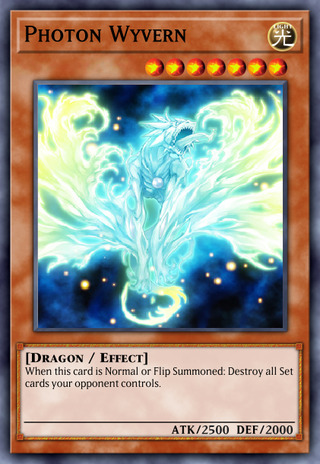 Photon Wyvern
LIGHT
光
[Dragon / Effect]
When this card is Normal or Flip Summoned: Destroy all Set
cards your opponent controls.
ATK/2500 DEF/2000